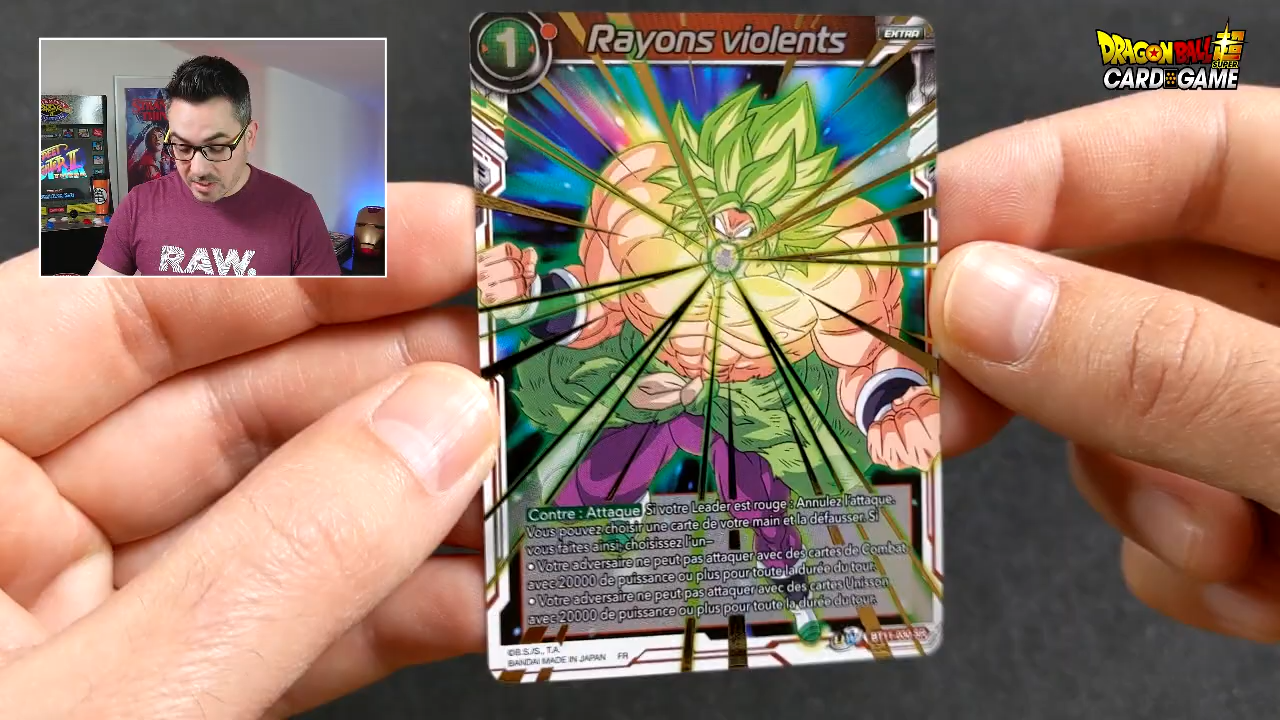 1
Rayons violents
EXTRA
DRAGON BALL SUPER
CARD GAME
RAW.
Contre : Attaque Si votre Leader est rouge : Annulez l'attaque.
Vous pouvez choisir une carte de votre main et la défausser. Si
vous faites ainsi, choisissez l'un–
• Votre adversaire ne peut pas attaquer avec des cartes de Combat
avec 20000 de puissance ou plus pour toute la durée du tour.
• Votre adversaire ne peut pas attaquer avec des cartes Unisson
avec 20000 de puissance ou plus pour toute la durée du tour.
©B.S./S., T.A.
BANDAI MADE IN JAPAN FR